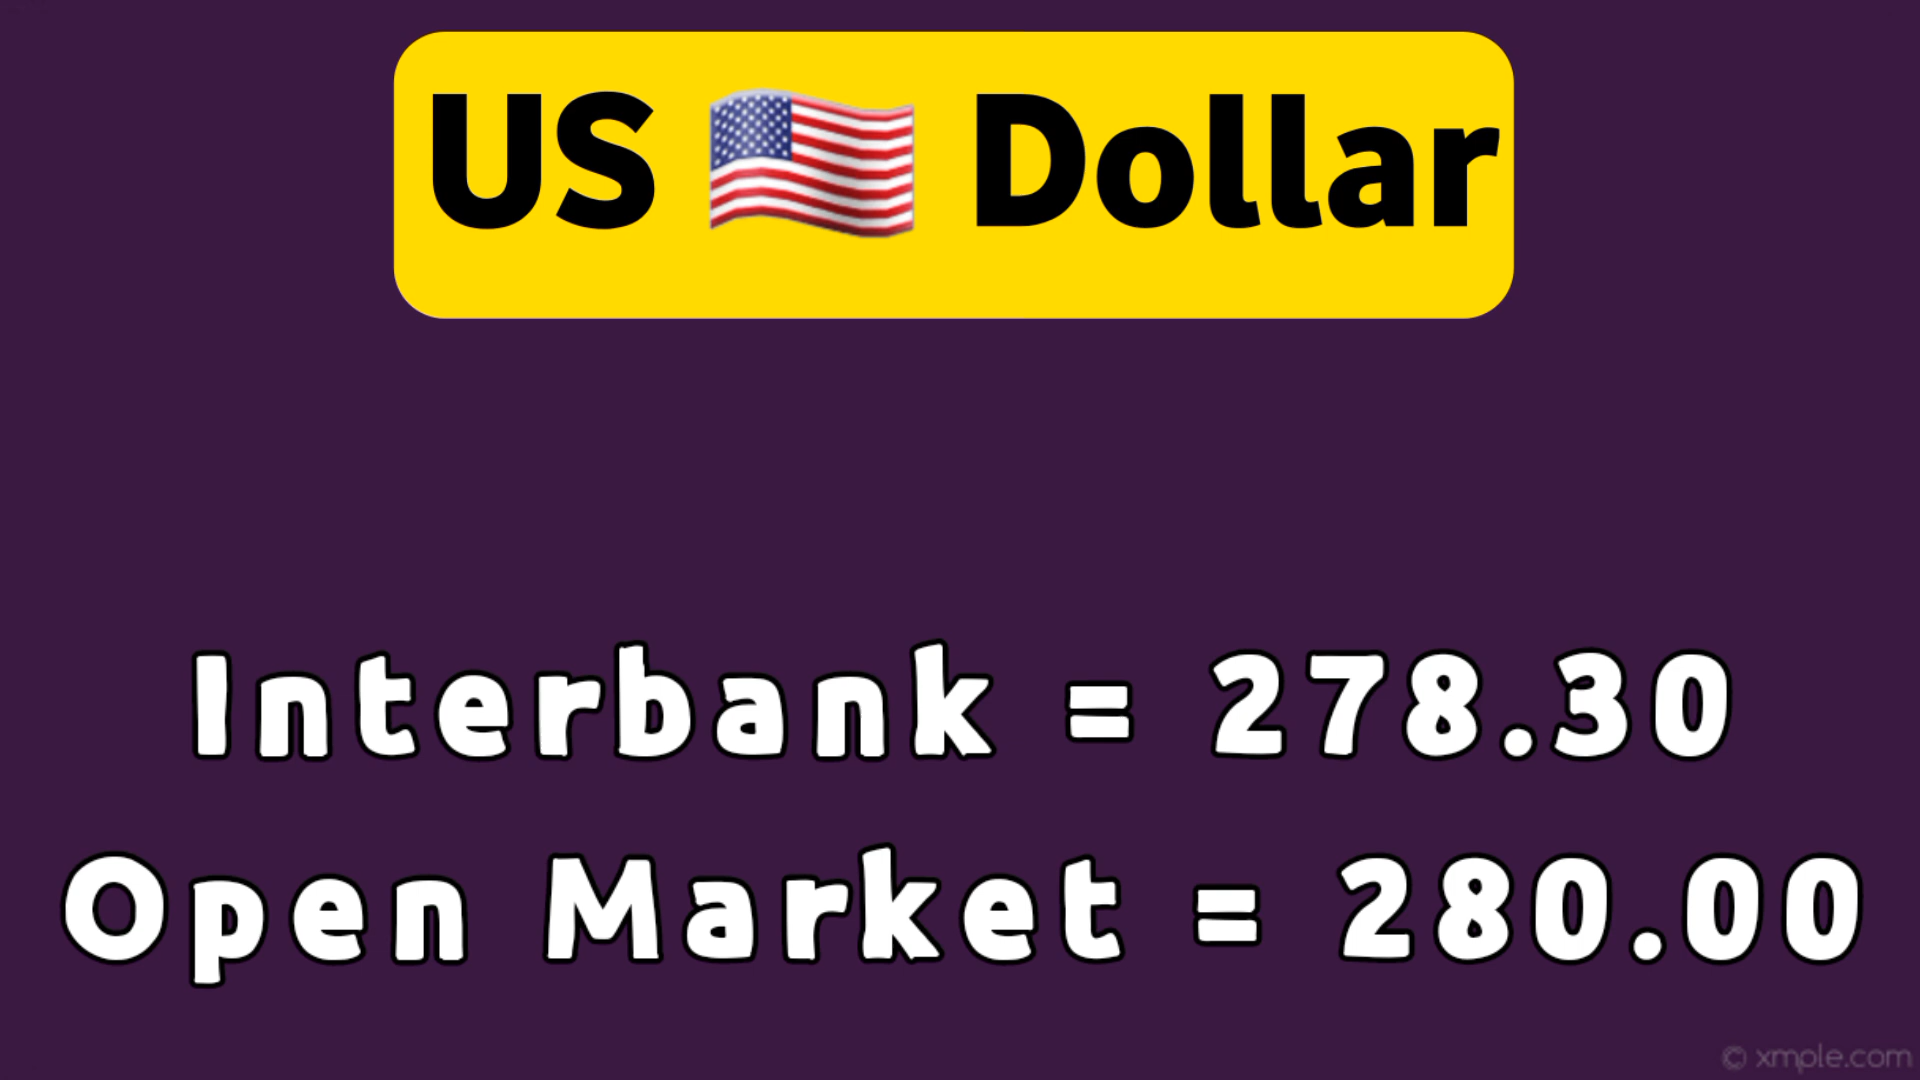 US 🇺🇸 Dollar
Interbank = 278.30
Open Market = 280.00
© xmple.com